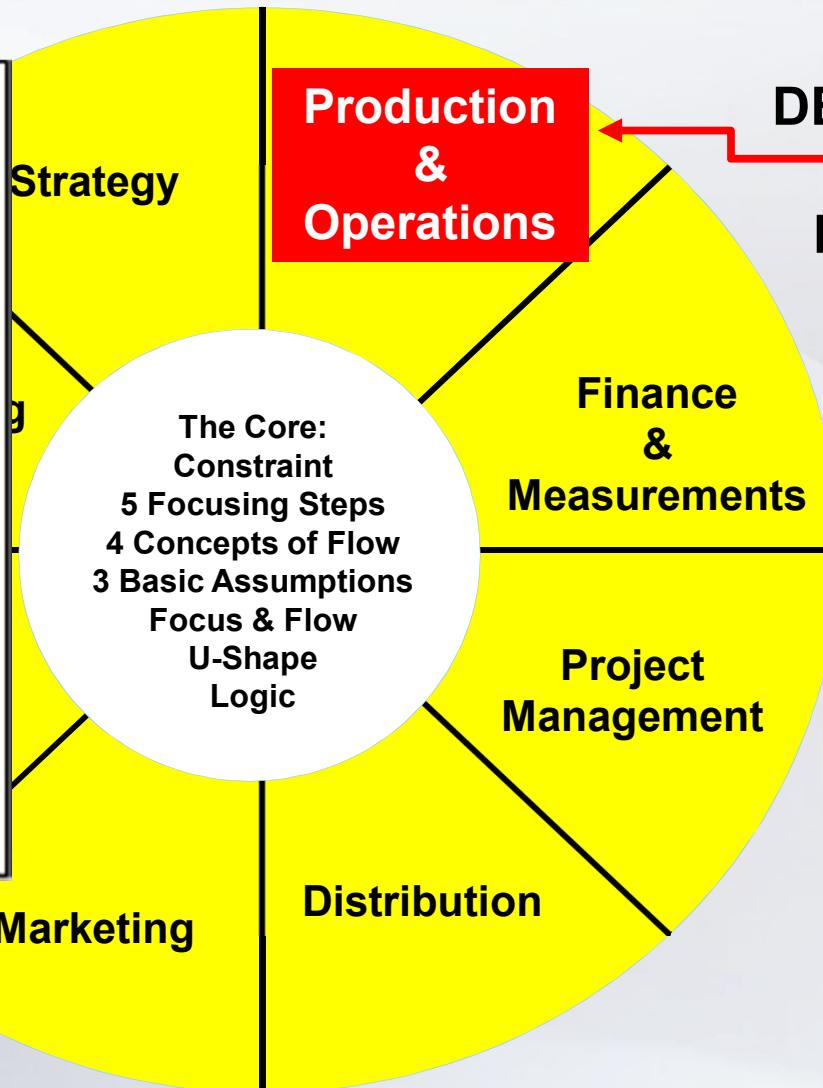 Production
&
Operations
Strategy
Finance
&
Measurements
The Core:
Constraint
5 Focusing Steps
4 Concepts of Flow
3 Basic Assumptions
Focus & Flow
U-Shape
Logic
Project
Management
Distribution
Marketing